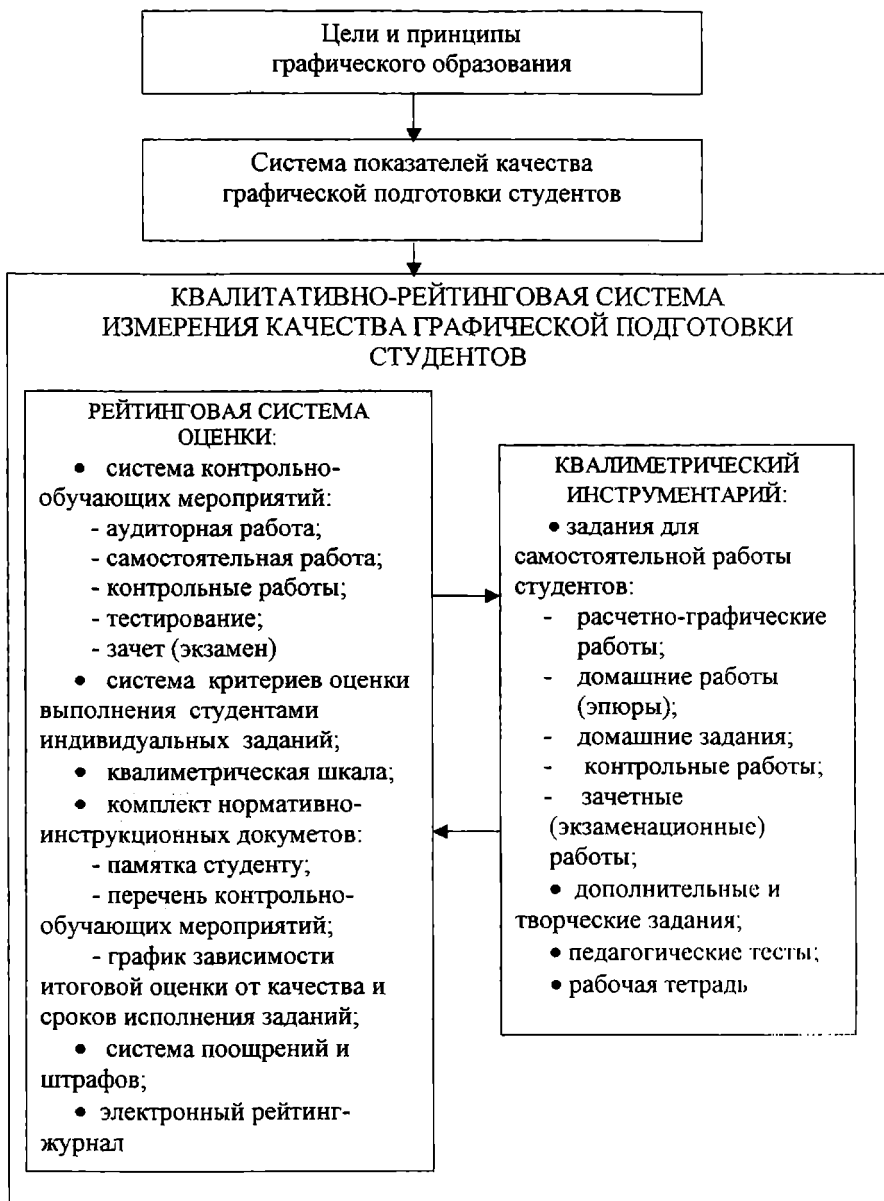 Цели и принципы
графического образования
Система показателей качества
графической подготовки студентов
КВАЛИТАТИВНО-РЕЙТИНГОВАЯ СИСТЕМА
ИЗМЕРЕНИЯ КАЧЕСТВА ГРАФИЧЕСКОЙ ПОДГОТОВКИ
СТУДЕНТОВ
РЕЙТИНГОВАЯ СИСТЕМА
ОЦЕНКИ:
• система контрольно-
обучающих мероприятий:
- аудиторная работа;
- самостоятельная работа;
- контрольные работы;
- тестирование;
- зачет (экзамен)
• система критериев оценки
выполнения студентами
индивидуальных заданий;
• квалиметрическая шкала;
• комплект нормативно-
инструкционных докуметов:
- памятка студенту;
- перечень контрольно-
обучающих мероприятий;
- график зависимости
итоговой оценки от качества и
сроков исполнения заданий;
• система поощрений и
штрафов;
• электронный рейтинг-
журнал
КВАЛИМЕТРИЧЕСКИЙ
ИНСТРУМЕНТАРИЙ:
• задания для
самостоятельной работы
студентов:
- расчетно-графические
работы;
- домашние работы
(эпюры);
- домашние задания;
- контрольные работы;
- зачетные
(экзаменационные)
работы;
• дополнительные и
творческие задания;
• педагогические тесты;
• рабочая тетрадь